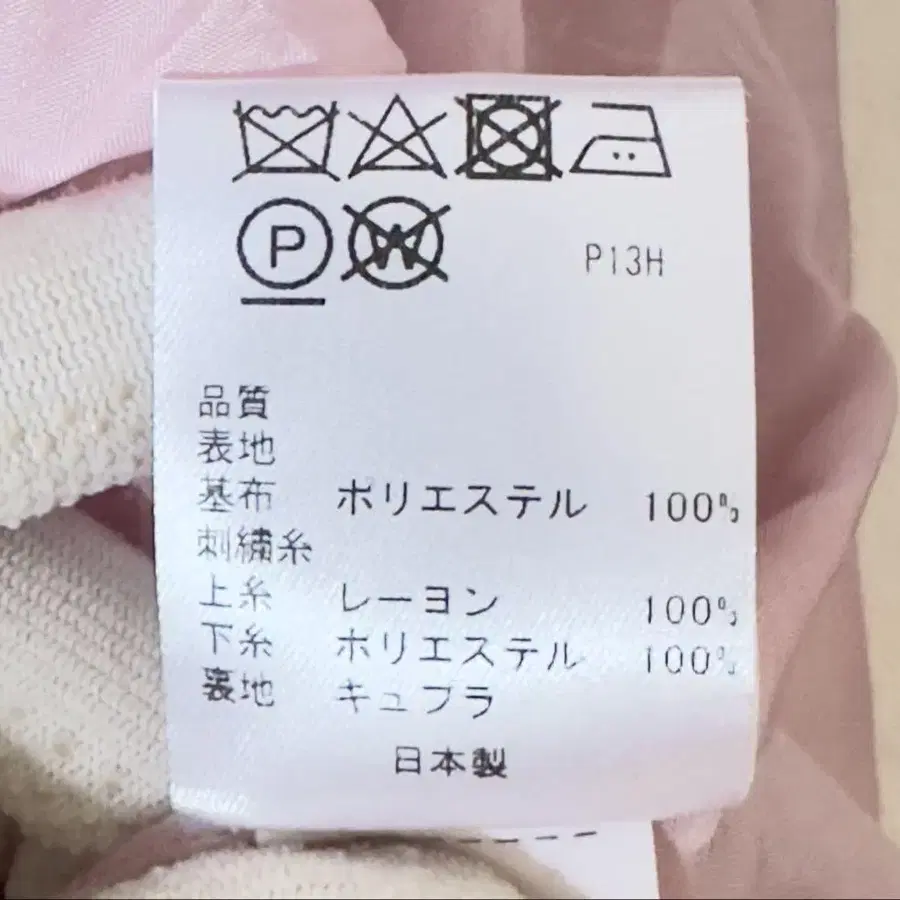 P W P13H
品質
表地
基布 ポリエステル 100%
刺繍糸
上糸 レーヨン 100%
下糸 ポリエステル 100%
裏地 キュプラ
日本製